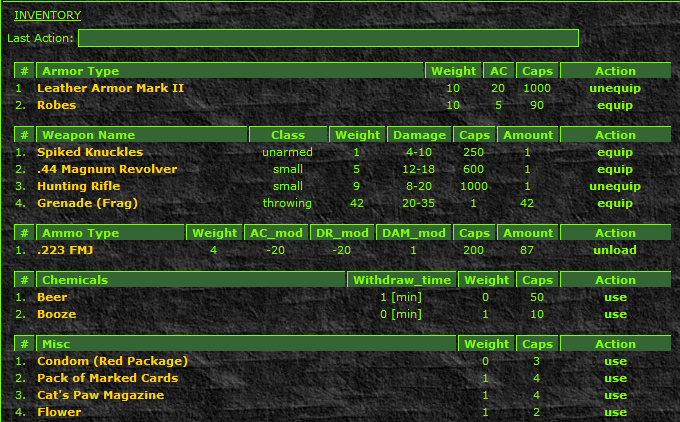 INVENTORY
Last Action:
# Armor Type Weight AC Caps Action
1 Leather Armor Mark II 10 20 1000 unequip
2. Robes 10 5 90 equip
# Weapon Name Class Weight Damage Caps Amount Action
1. Spiked Knuckles unarmed 1 4-10 250 1 equip
2. .44 Magnum Revolver small 5 12-18 600 1 equip
3. Hunting Rifle small 9 8-20 1000 1 unequip
4. Grenade (Frag) throwing 42 20-35 1 42 equip
# Ammo Type Weight AC_mod DR_mod DAM_mod Caps Amount Action
1. .223 FMJ 4 -20 -20 1 200 87 unload
# Chemicals Withdraw_time Weight Caps Action
1. Beer 1 [min] 0 50 use
2. Booze 0 [min] 1 10 use
# Misc Weight Caps Action
1. Condom (Red Package) 0 3 use
2. Pack of Marked Cards 1 4 use
3. Cat's Paw Magazine 1 4 use
4. Flower 1 2 use